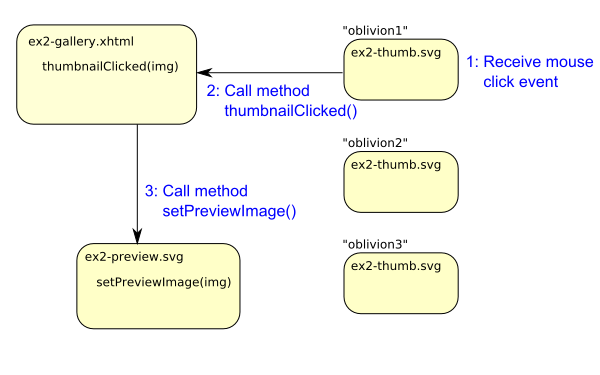 ex2-gallery.xhtml
thumbnailClicked(img)
"oblivion1"
ex2-thumb.svg
1: Receive mouse
click event
2: Call method
thumbnailClicked()
"oblivion2"
ex2-thumb.svg
3: Call method
setPreviewImage()
"oblivion3"
ex2-thumb.svg
ex2-preview.svg
setPreviewImage(img)